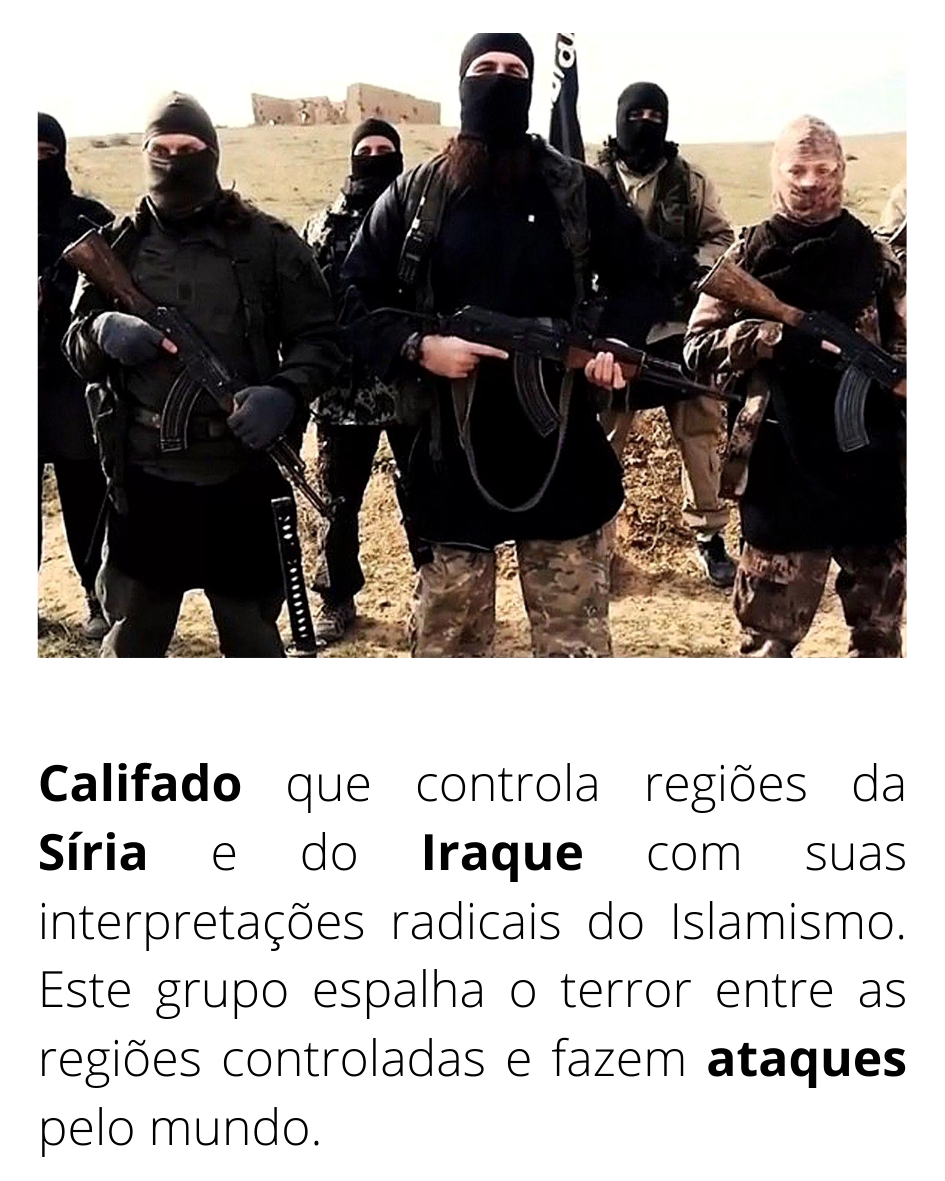 Califado que controla regiões da
Síria e do Iraque com suas
interpretações radicais do Islamismo.
Este grupo espalha o terror entre as
regiões controladas e fazem ataques
pelo mundo.